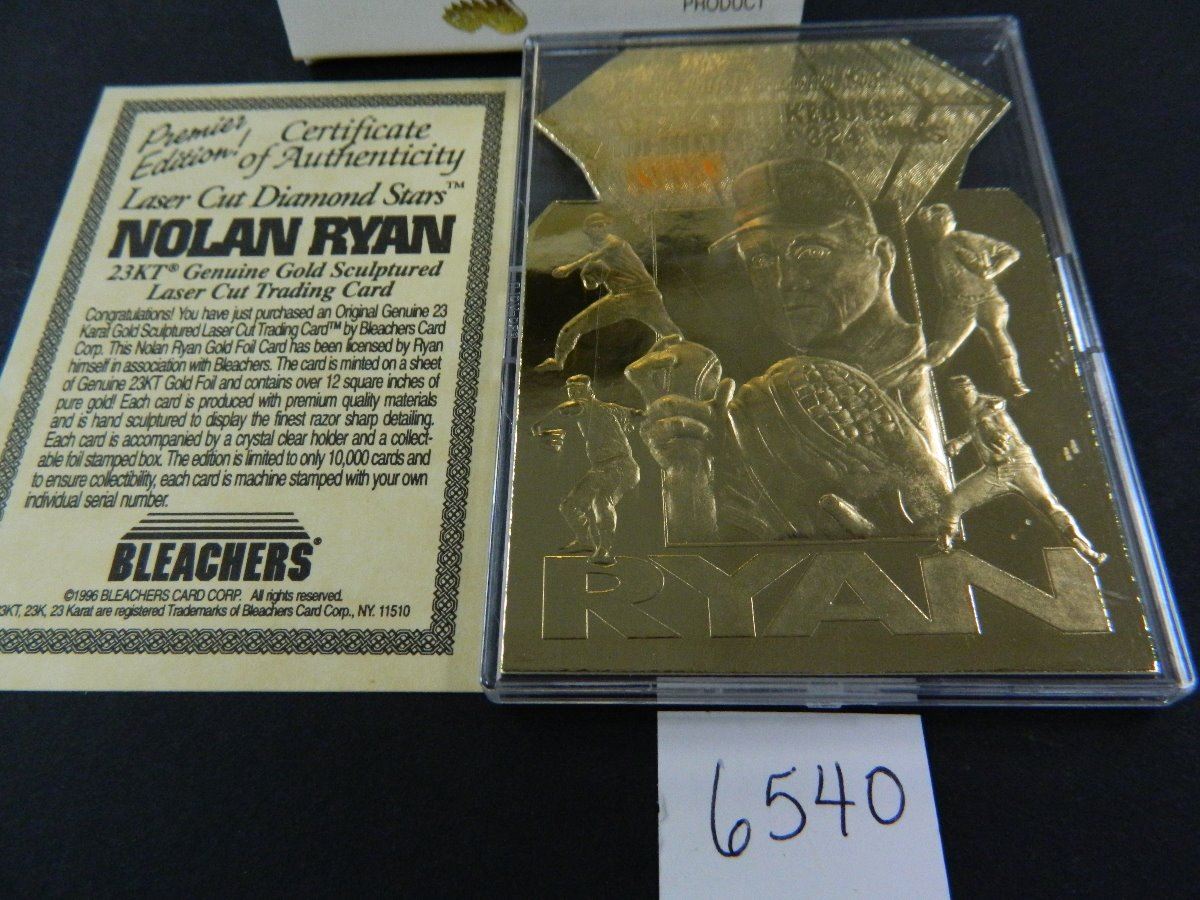 PRODUCT
Premier
Edition!
Certificate
of Authenticity
Laser Cut Diamond Stars™
NOLAN RYAN
23KT® Genuine Gold Sculptured
Laser Cut Trading Card
Congratulations! You have just purchased an Original Genuine 23
Karat Gold Sculptured Laser Cut Trading Card™ by Bleachers Card
Corp. This Nolan Ryan Gold Foil Card has been licensed by Ryan
himself in association with Bleachers. The card is minted on a sheet
of Genuine 23KT Gold Foil and contains over 12 square inches of
pure gold! Each card is produced with premium quality materials
and is hand sculptured to display the finest razor sharp detailing.
Each card is accompanied by a crystal clear holder and a collect-
able foil stamped box. The edition is limited to only 10,000 cards and
to ensure collectibility, each card is machine stamped with your own
individual serial number.
BLEACHERS®
©1996 BLEACHERS CARD CORP. All rights reserved.
23KT, 23K, 23 Karat are registered Trademarks of Bleachers Card Corp., NY. 11510
RYAN
6540